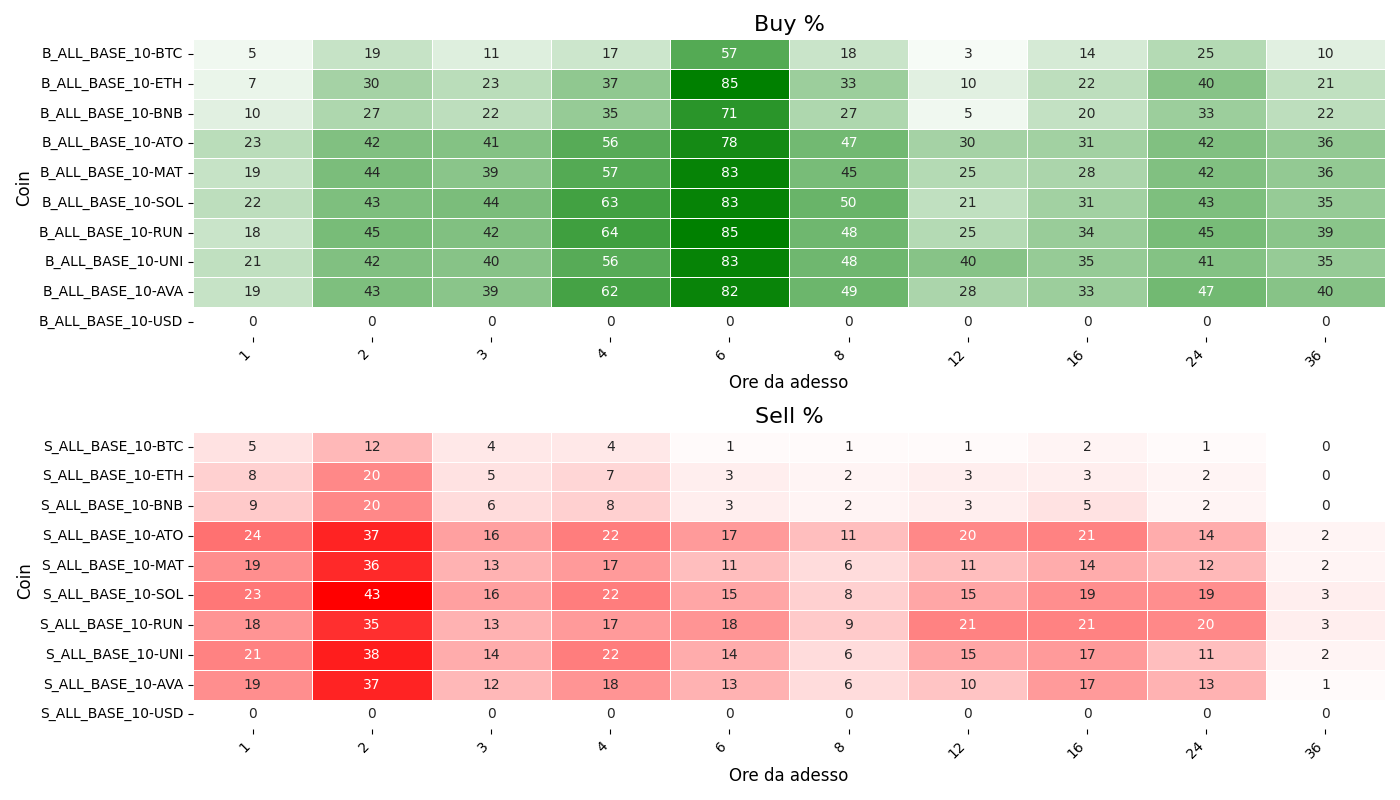 Buy %
Coin
B_ALL_BASE_10-BTC 5 19 11 17 57 18 3 14 25 10
B_ALL_BASE_10-ETH 7 30 23 37 85 33 10 22 40 21
B_ALL_BASE_10-BNB 10 27 22 35 71 27 5 20 33 22
B_ALL_BASE_10-ATO 23 42 41 56 78 47 30 31 42 36
B_ALL_BASE_10-MAT 19 44 39 57 83 45 25 28 42 36
B_ALL_BASE_10-SOL 22 43 44 63 83 50 21 31 43 35
B_ALL_BASE_10-RUN 18 45 42 64 85 48 25 34 45 39
B_ALL_BASE_10-UNI 21 42 40 56 83 48 40 35 41 35
B_ALL_BASE_10-AVA 19 43 39 62 82 49 28 33 47 40
B_ALL_BASE_10-USD 0 0 0 0 0 0 0 0 0 0
1 2 3 4 6 8 12 16 24 36
Ore da adesso
Sell %
Coin
S_ALL_BASE_10-BTC 5 12 4 4 1 1 1 2 1 0
S_ALL_BASE_10-ETH 8 20 5 7 3 2 3 3 2 0
S_ALL_BASE_10-BNB 9 20 6 8 3 2 3 5 2 0
S_ALL_BASE_10-ATO 24 37 16 22 17 11 20 21 14 2
S_ALL_BASE_10-MAT 19 36 13 17 11 6 11 14 12 2
S_ALL_BASE_10-SOL 23 43 16 22 15 8 15 19 19 3
S_ALL_BASE_10-RUN 18 35 13 17 18 9 21 21 20 3
S_ALL_BASE_10-UNI 21 38 14 22 14 6 15 17 11 2
S_ALL_BASE_10-AVA 19 37 12 18 13 6 10 17 13 1
S_ALL_BASE_10-USD 0 0 0 0 0 0 0 0 0 0
1 2 3 4 6 8 12 16 24 36
Ore da adesso